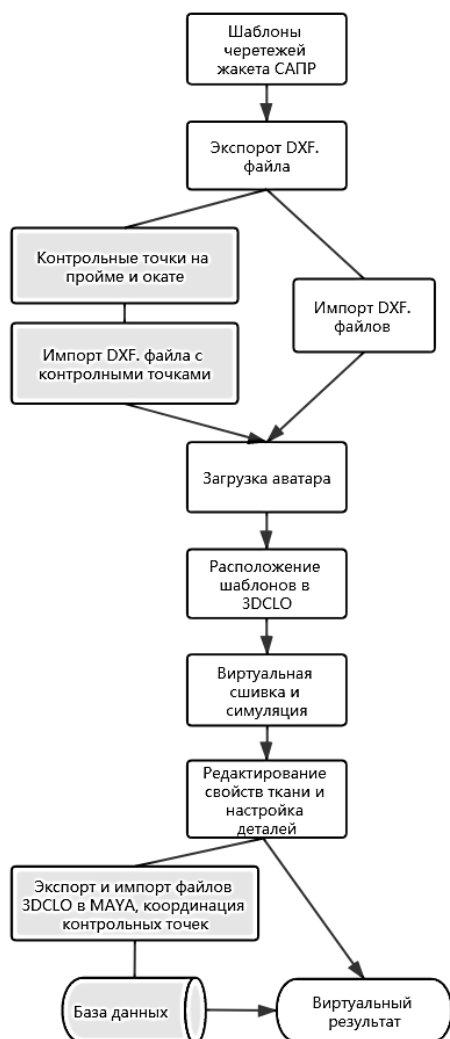 Шаблоны
черетежей
жакета САПР
Экспорот DXF.
файла
Контрольные точки на
пройме и окате
Импорт DXF. файла с
контролными точками
Импорт DXF.
файлов
Загрузка аватара
Расположение
шаблонов в
3DCLO
Виртуальная
сшивка и
симуляция
Редактирование
свойств ткани и
настройка
деталей
Экспорт и импорт файлов
3DCLO в MAYA, координация
контрольных точек
База данных
Виртуальный
результат